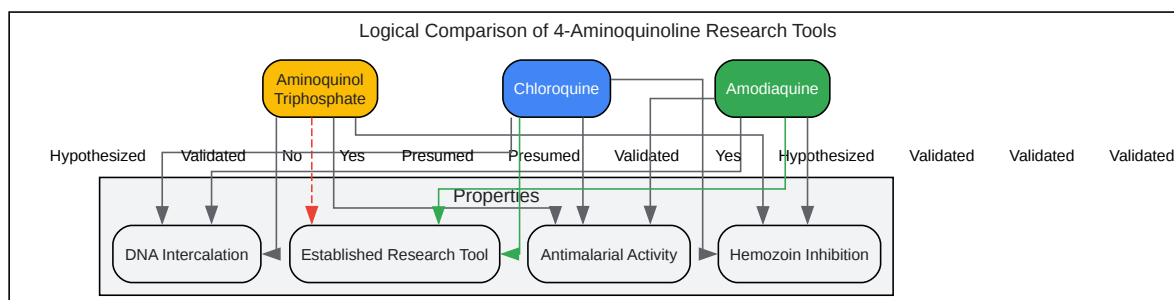 Logical Comparison of 4-Aminoquinoline Research Tools
Aminoquinol
Triphosphate
Chloroquine
Amodiaquine
Hypothesized
Validated
No
Yes
Presumed
Presumed
Validated
Yes
Hypothesized
Validated
Validated
Validated
Properties
DNA Intercalation
Established Research Tool
Antimalarial Activity
Hemozoin Inhibition